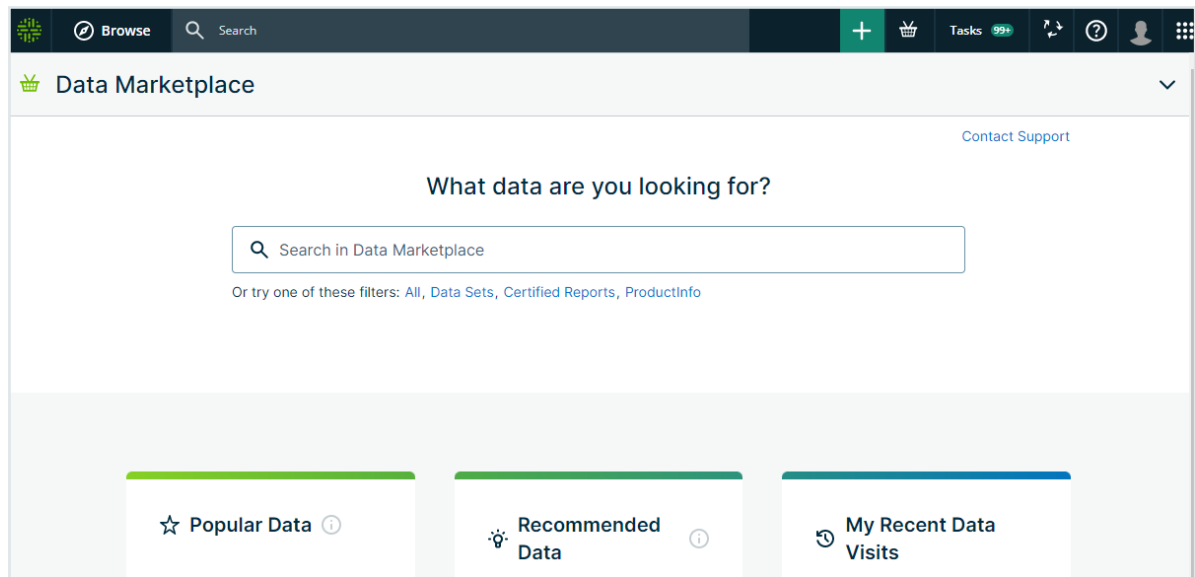 Browse
Search
Tasks 99+
Data Marketplace
Contact Support
What data are you looking for?
Search in Data Marketplace
Or try one of these filters: All, Data Sets, Certified Reports, ProductInfo
Popular Data
Recommended
Data
My Recent Data
Visits